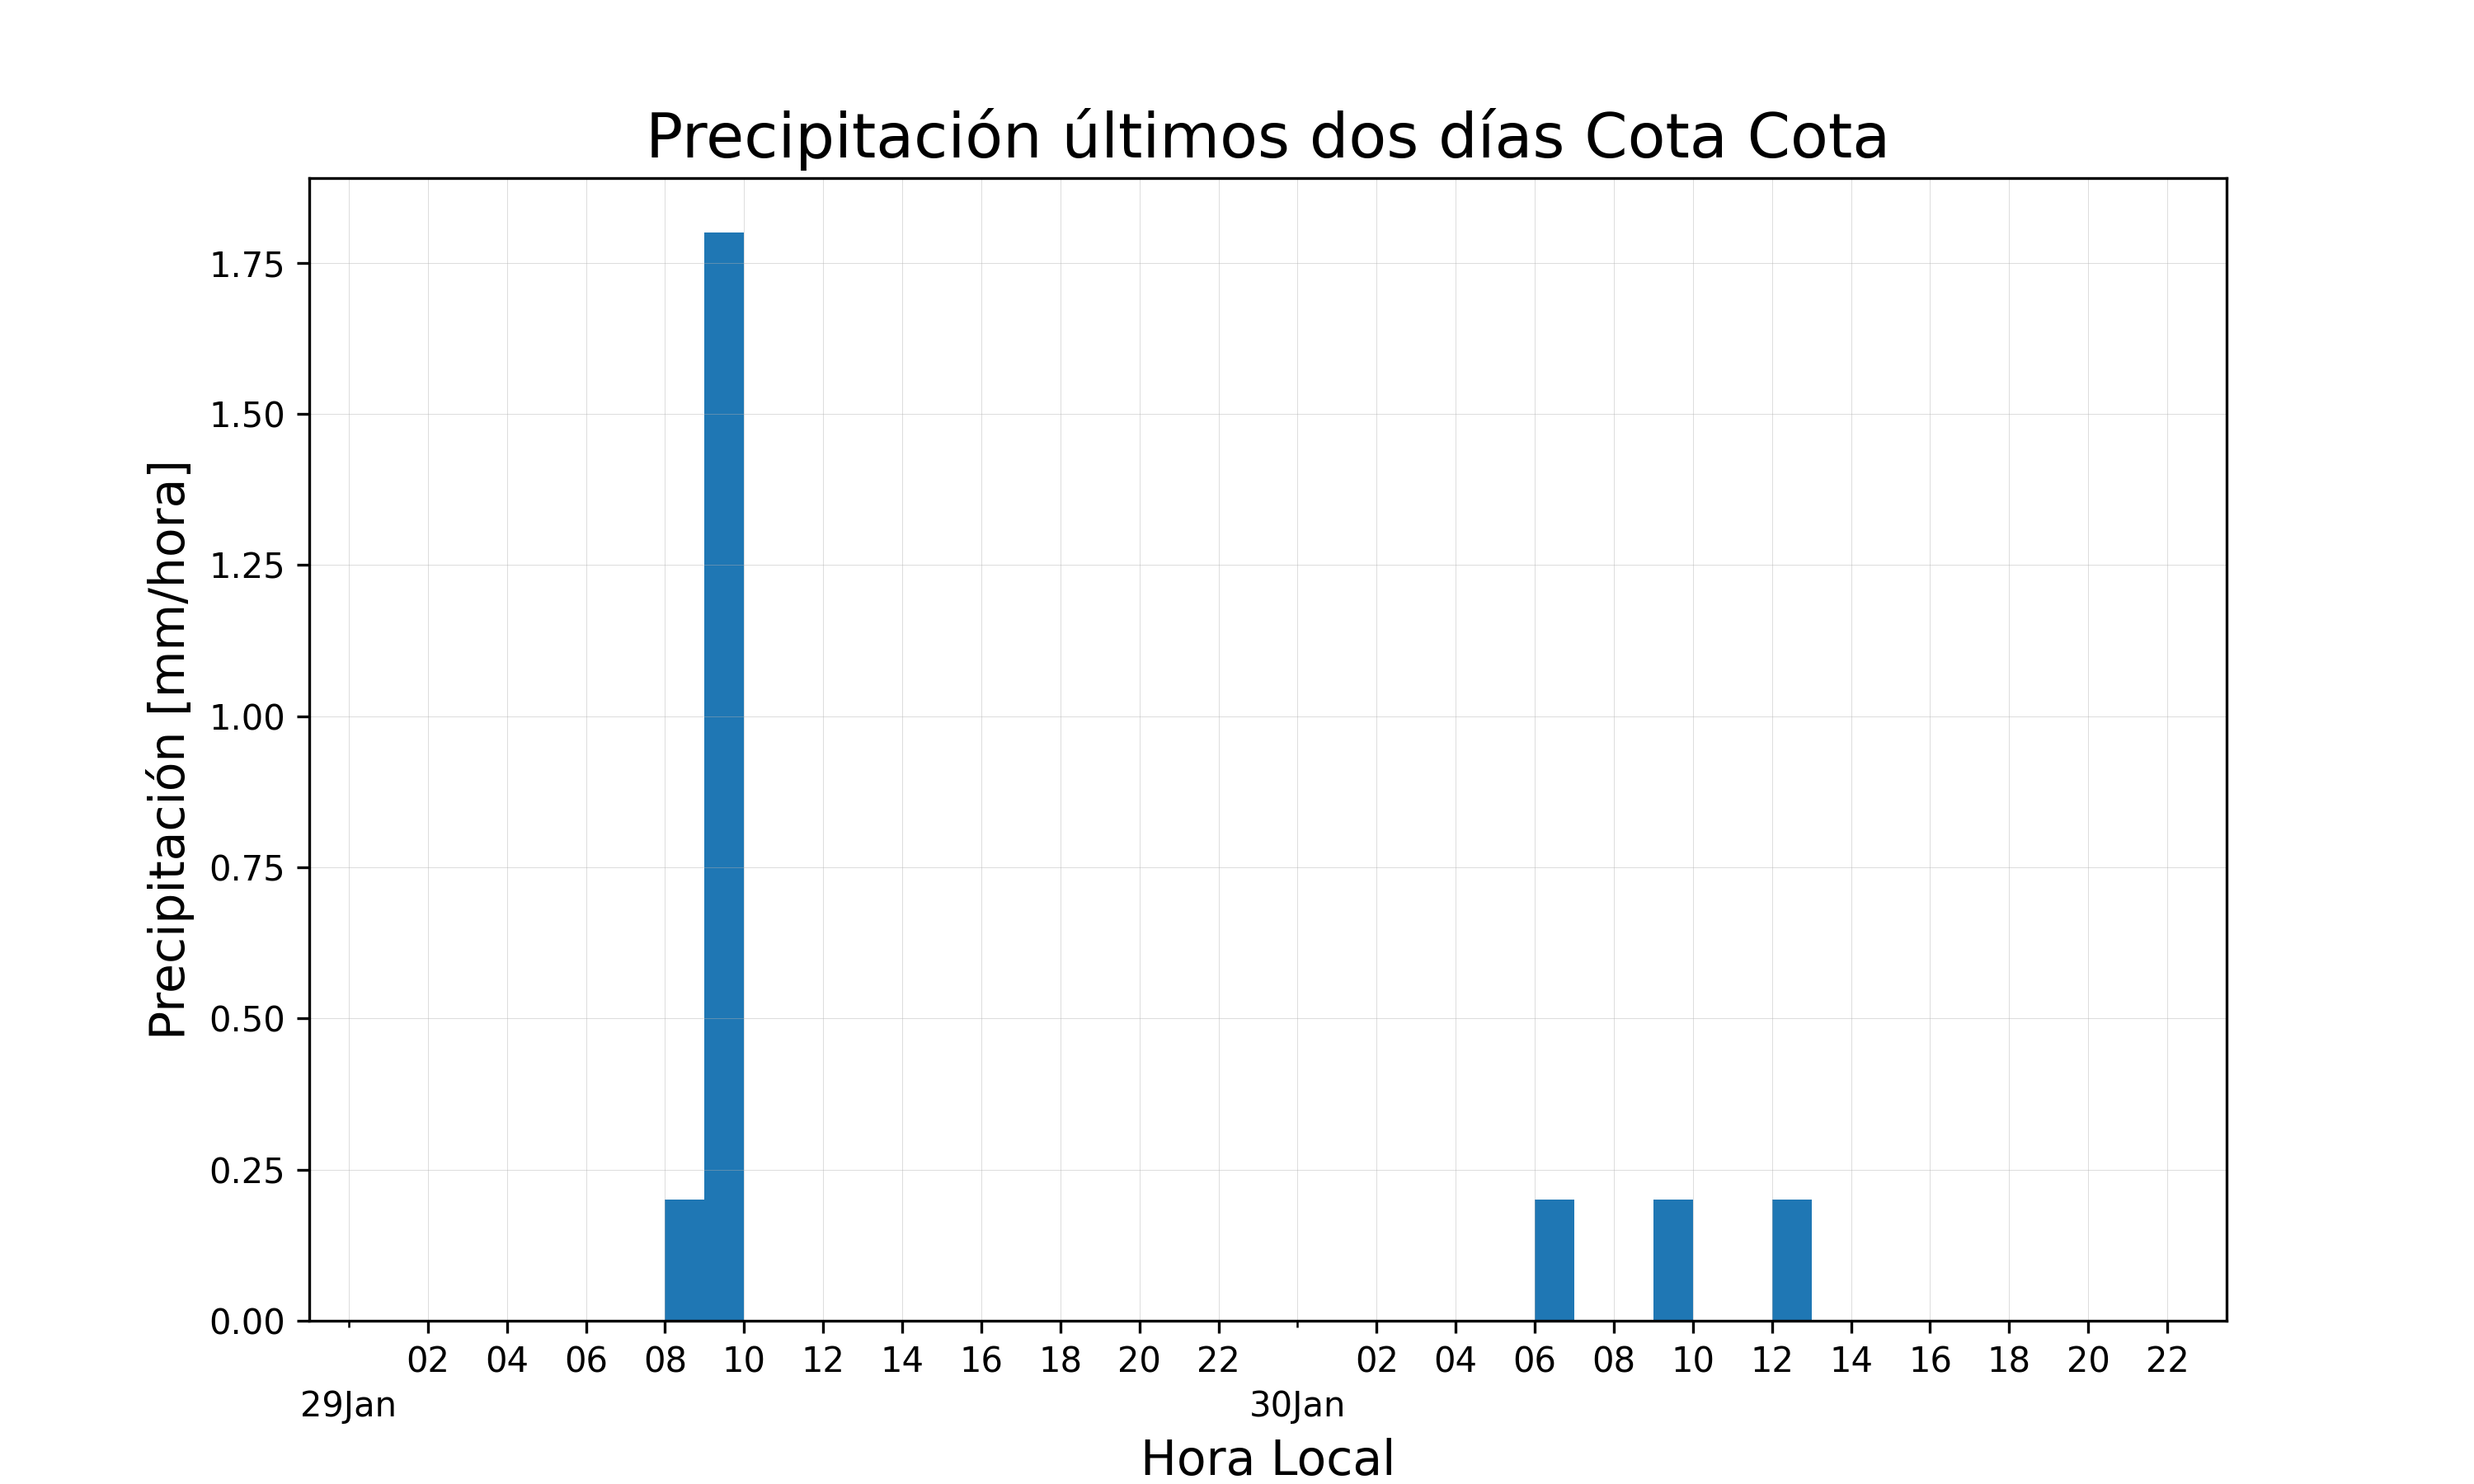 Precipitación últimos dos días Cota Cota
Precipitación [mm/hora]
1.75
1.50
1.25
1.00
0.75
0.50
0.25
0.00
02 04 06 08 10 12 14 16 18 20 22 02 04 06 08 10 12 14 16 18 20 22
29Jan 30Jan
Hora Local